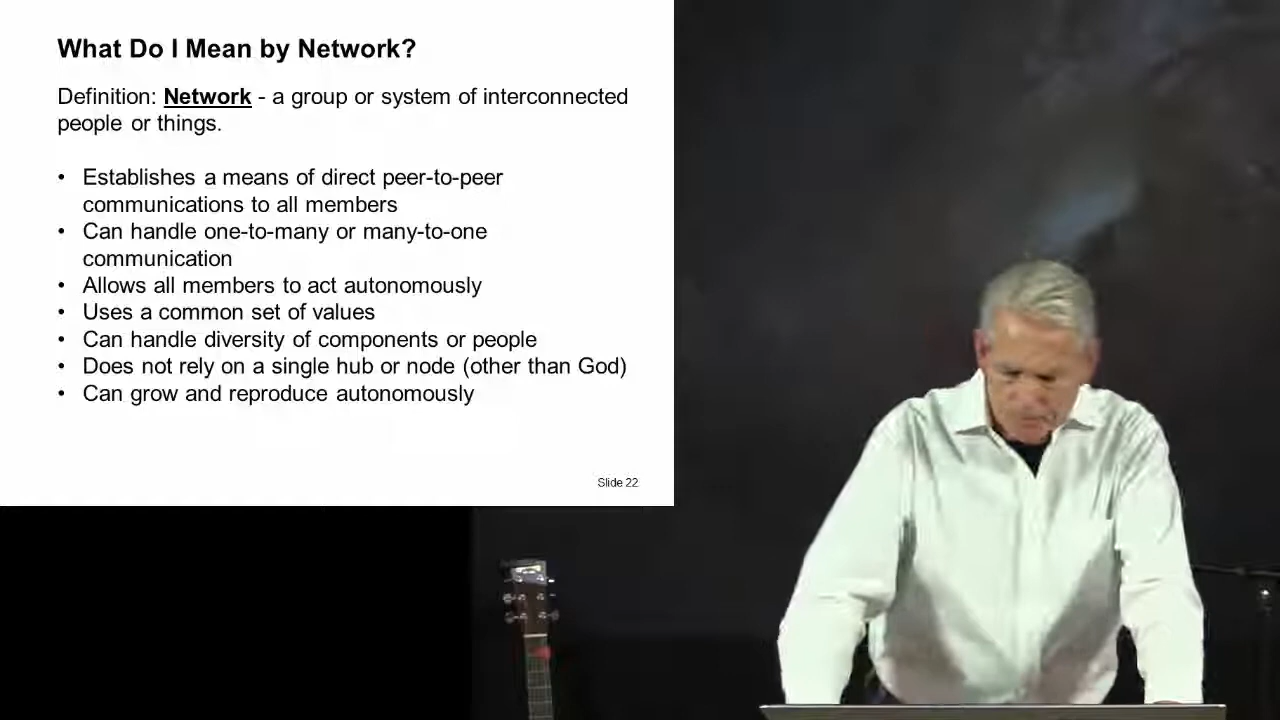 What Do I Mean by Network?
Definition: Network - a group or system of interconnected
people or things.
• Establishes a means of direct peer-to-peer
communications to all members
• Can handle one-to-many or many-to-one
communication
• Allows all members to act autonomously
• Uses a common set of values
• Can handle diversity of components or people
• Does not rely on a single hub or node (other than God)
• Can grow and reproduce autonomously
Slide 22